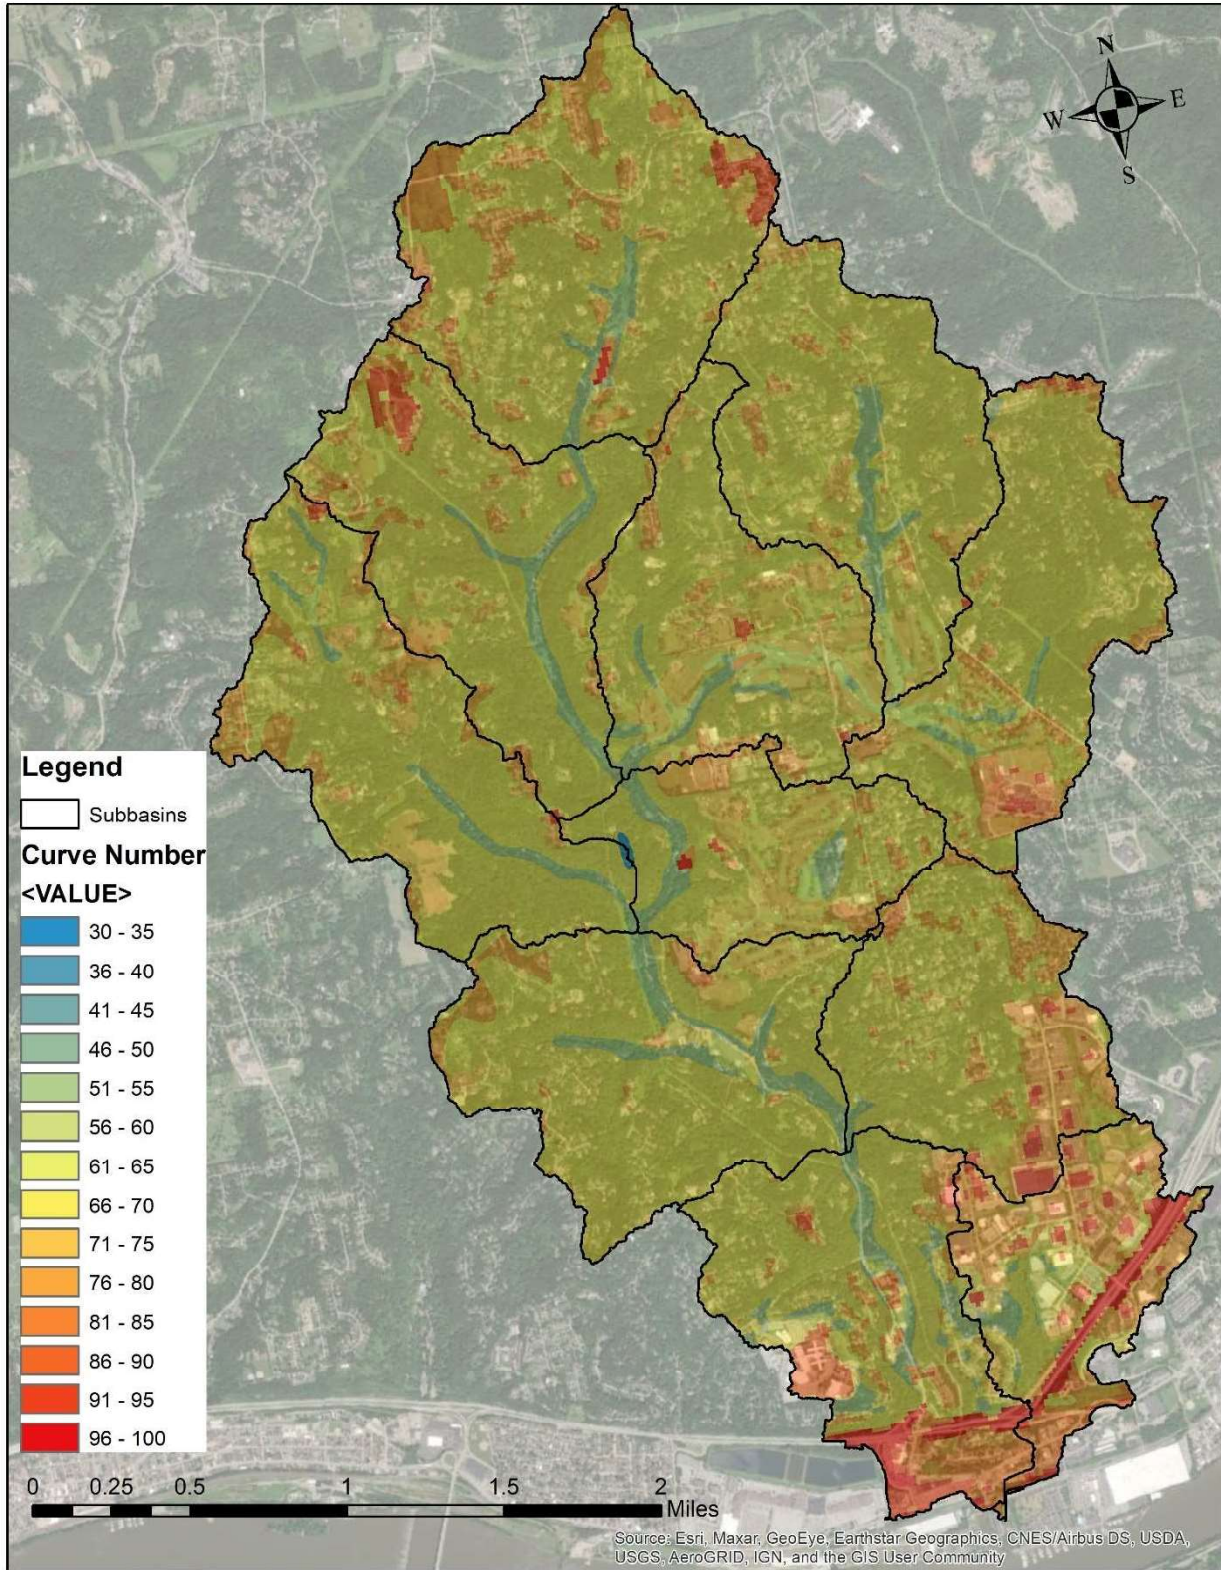 N
W E
S
Legend
Subbasins
Curve Number
<VALUE>
30 - 35
36 - 40
41 - 45
46 - 50
51 - 55
56 - 60
61 - 65
66 - 70
71 - 75
76 - 80
81 - 85
86 - 90
91 - 95
96 - 100
0 0.25 0.5 1 1.5 2
Miles
Source: Esri, Maxar, GeoEye, Earthstar Geographics, CNES/Airbus DS, USDA,
USGS, AeroGRID, IGN, and the GIS User Community